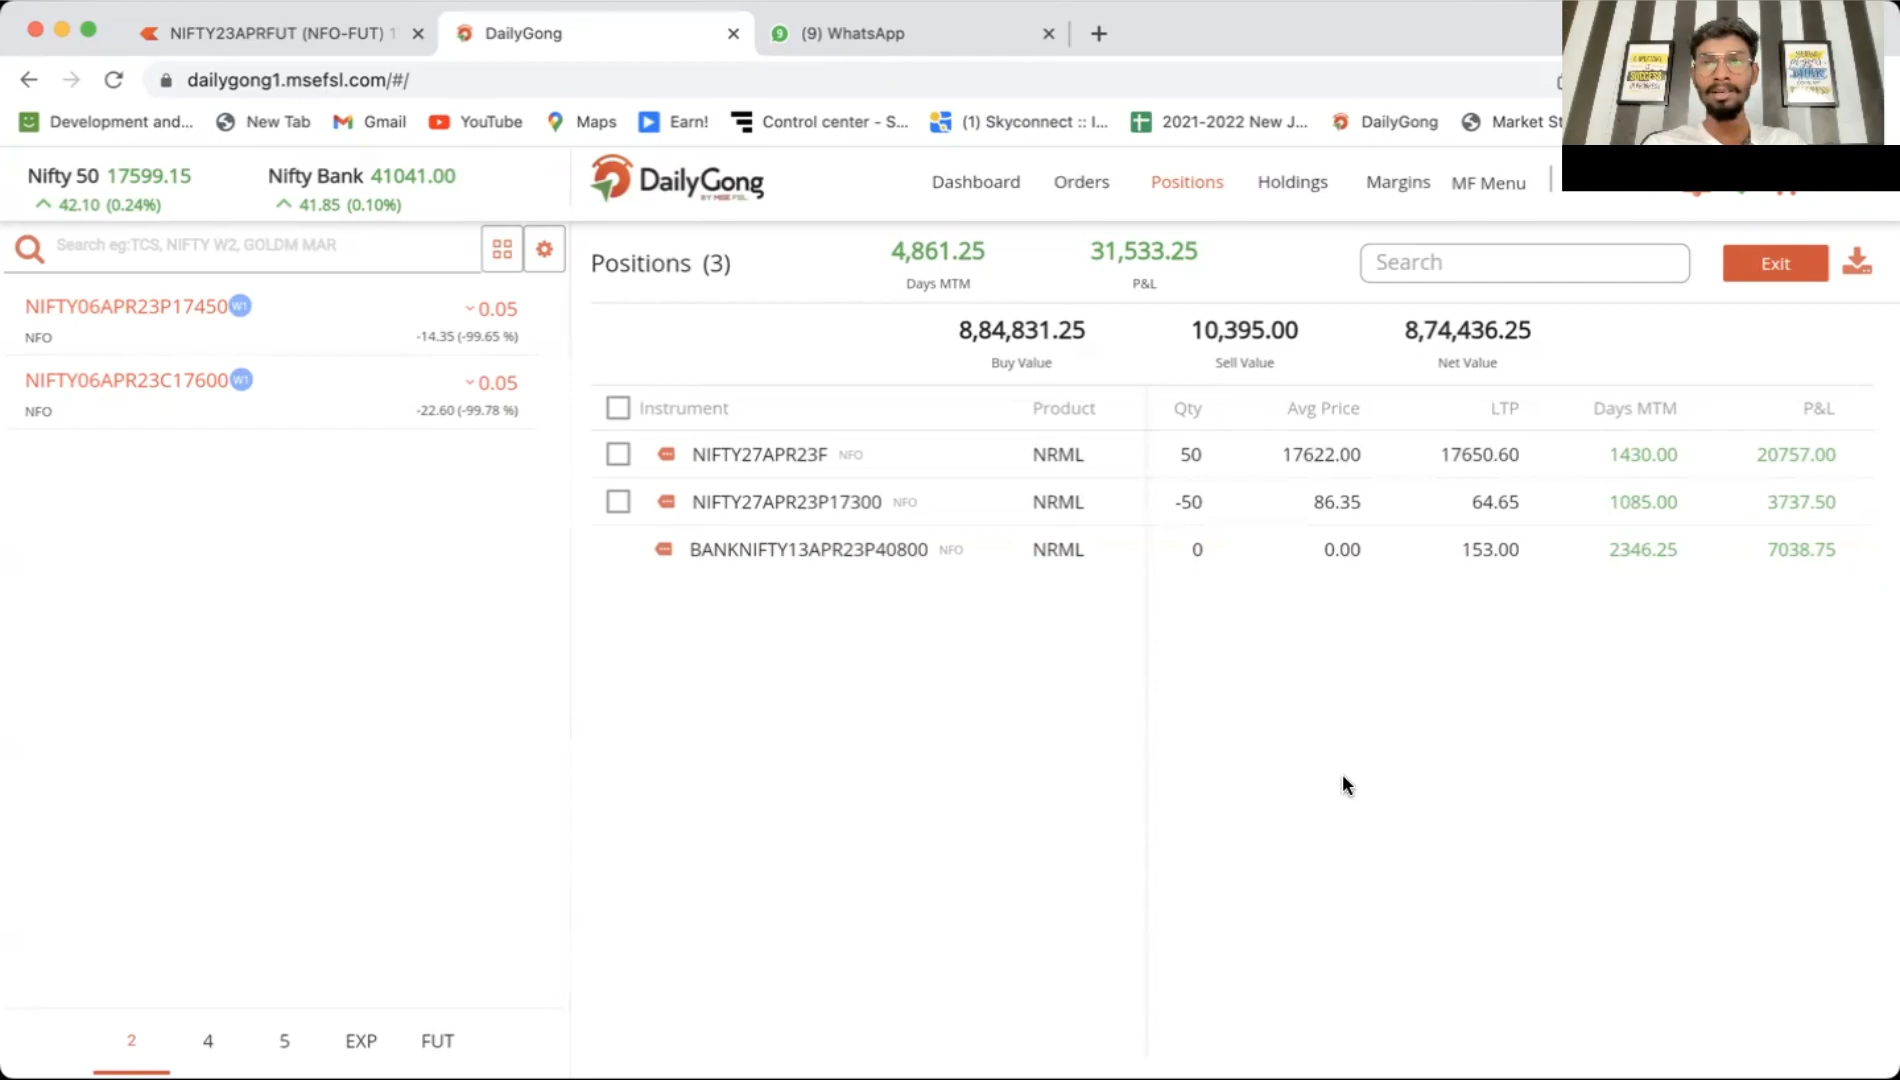 NIFTY23APRFUT (NFO-FUT) 1
DailyGong
9 (9) WhatsApp
dailygong1.msefsl.com/#/
Development and... New Tab Gmail YouTube Maps Earn! Control center - S... (1) Skyconnect :: I... 2021-2022 New J... DailyGong Market St
Nifty 50 17599.15
42.10 (0.24%)
Nifty Bank 41041.00
41.85 (0.10%)
DailyGong
BY MSE FSL
Dashboard Orders Positions Holdings Margins MF Menu
SUCCESS
Search eg:TCS, NIFTY W2, GOLDM MAR
NIFTY06APR23P17450 W1 0.05
NFO -14.35 (-99.65 %)
NIFTY06APR23C17600 W1 0.05
NFO -22.60 (-99.78 %)
Positions (3)
4,861.25
Days MTM
31,533.25
P&L
Search
Exit
8,84,831.25
Buy Value
10,395.00
Sell Value
8,74,436.25
Net Value
Instrument Product Qty Avg Price LTP Days MTM P&L
NIFTY27APR23F NFO NRML 50 17622.00 17650.60 1430.00 20757.00
NIFTY27APR23P17300 NFO NRML -50 86.35 64.65 1085.00 3737.50
BANKNIFTY13APR23P40800 NFO NRML 0 0.00 153.00 2346.25 7038.75
2 4 5 EXP FUT